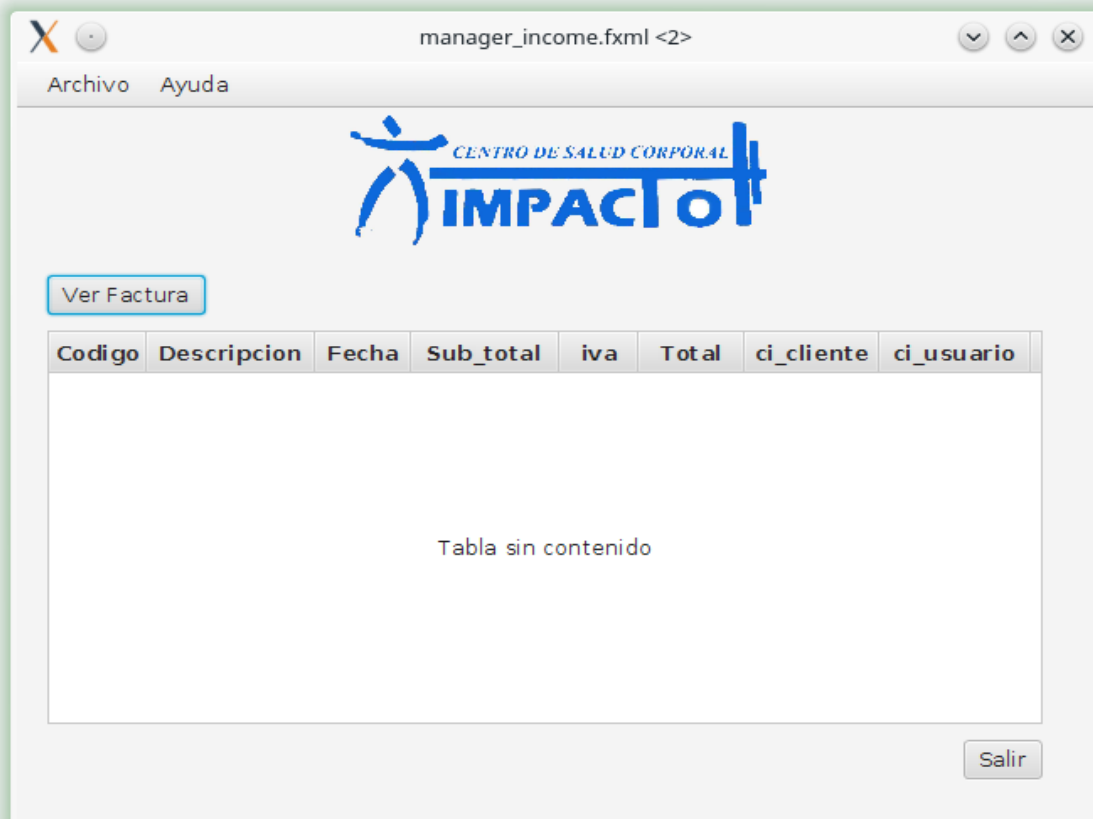 manager_income.fxml <2>
Archivo Ayuda
CENTRO DE SALUD CORPORAL
IMPACTO
Ver Factura
Codigo Descripcion Fecha Sub_total iva Total ci_cliente ci_usuario
Tabla sin contenido
Salir